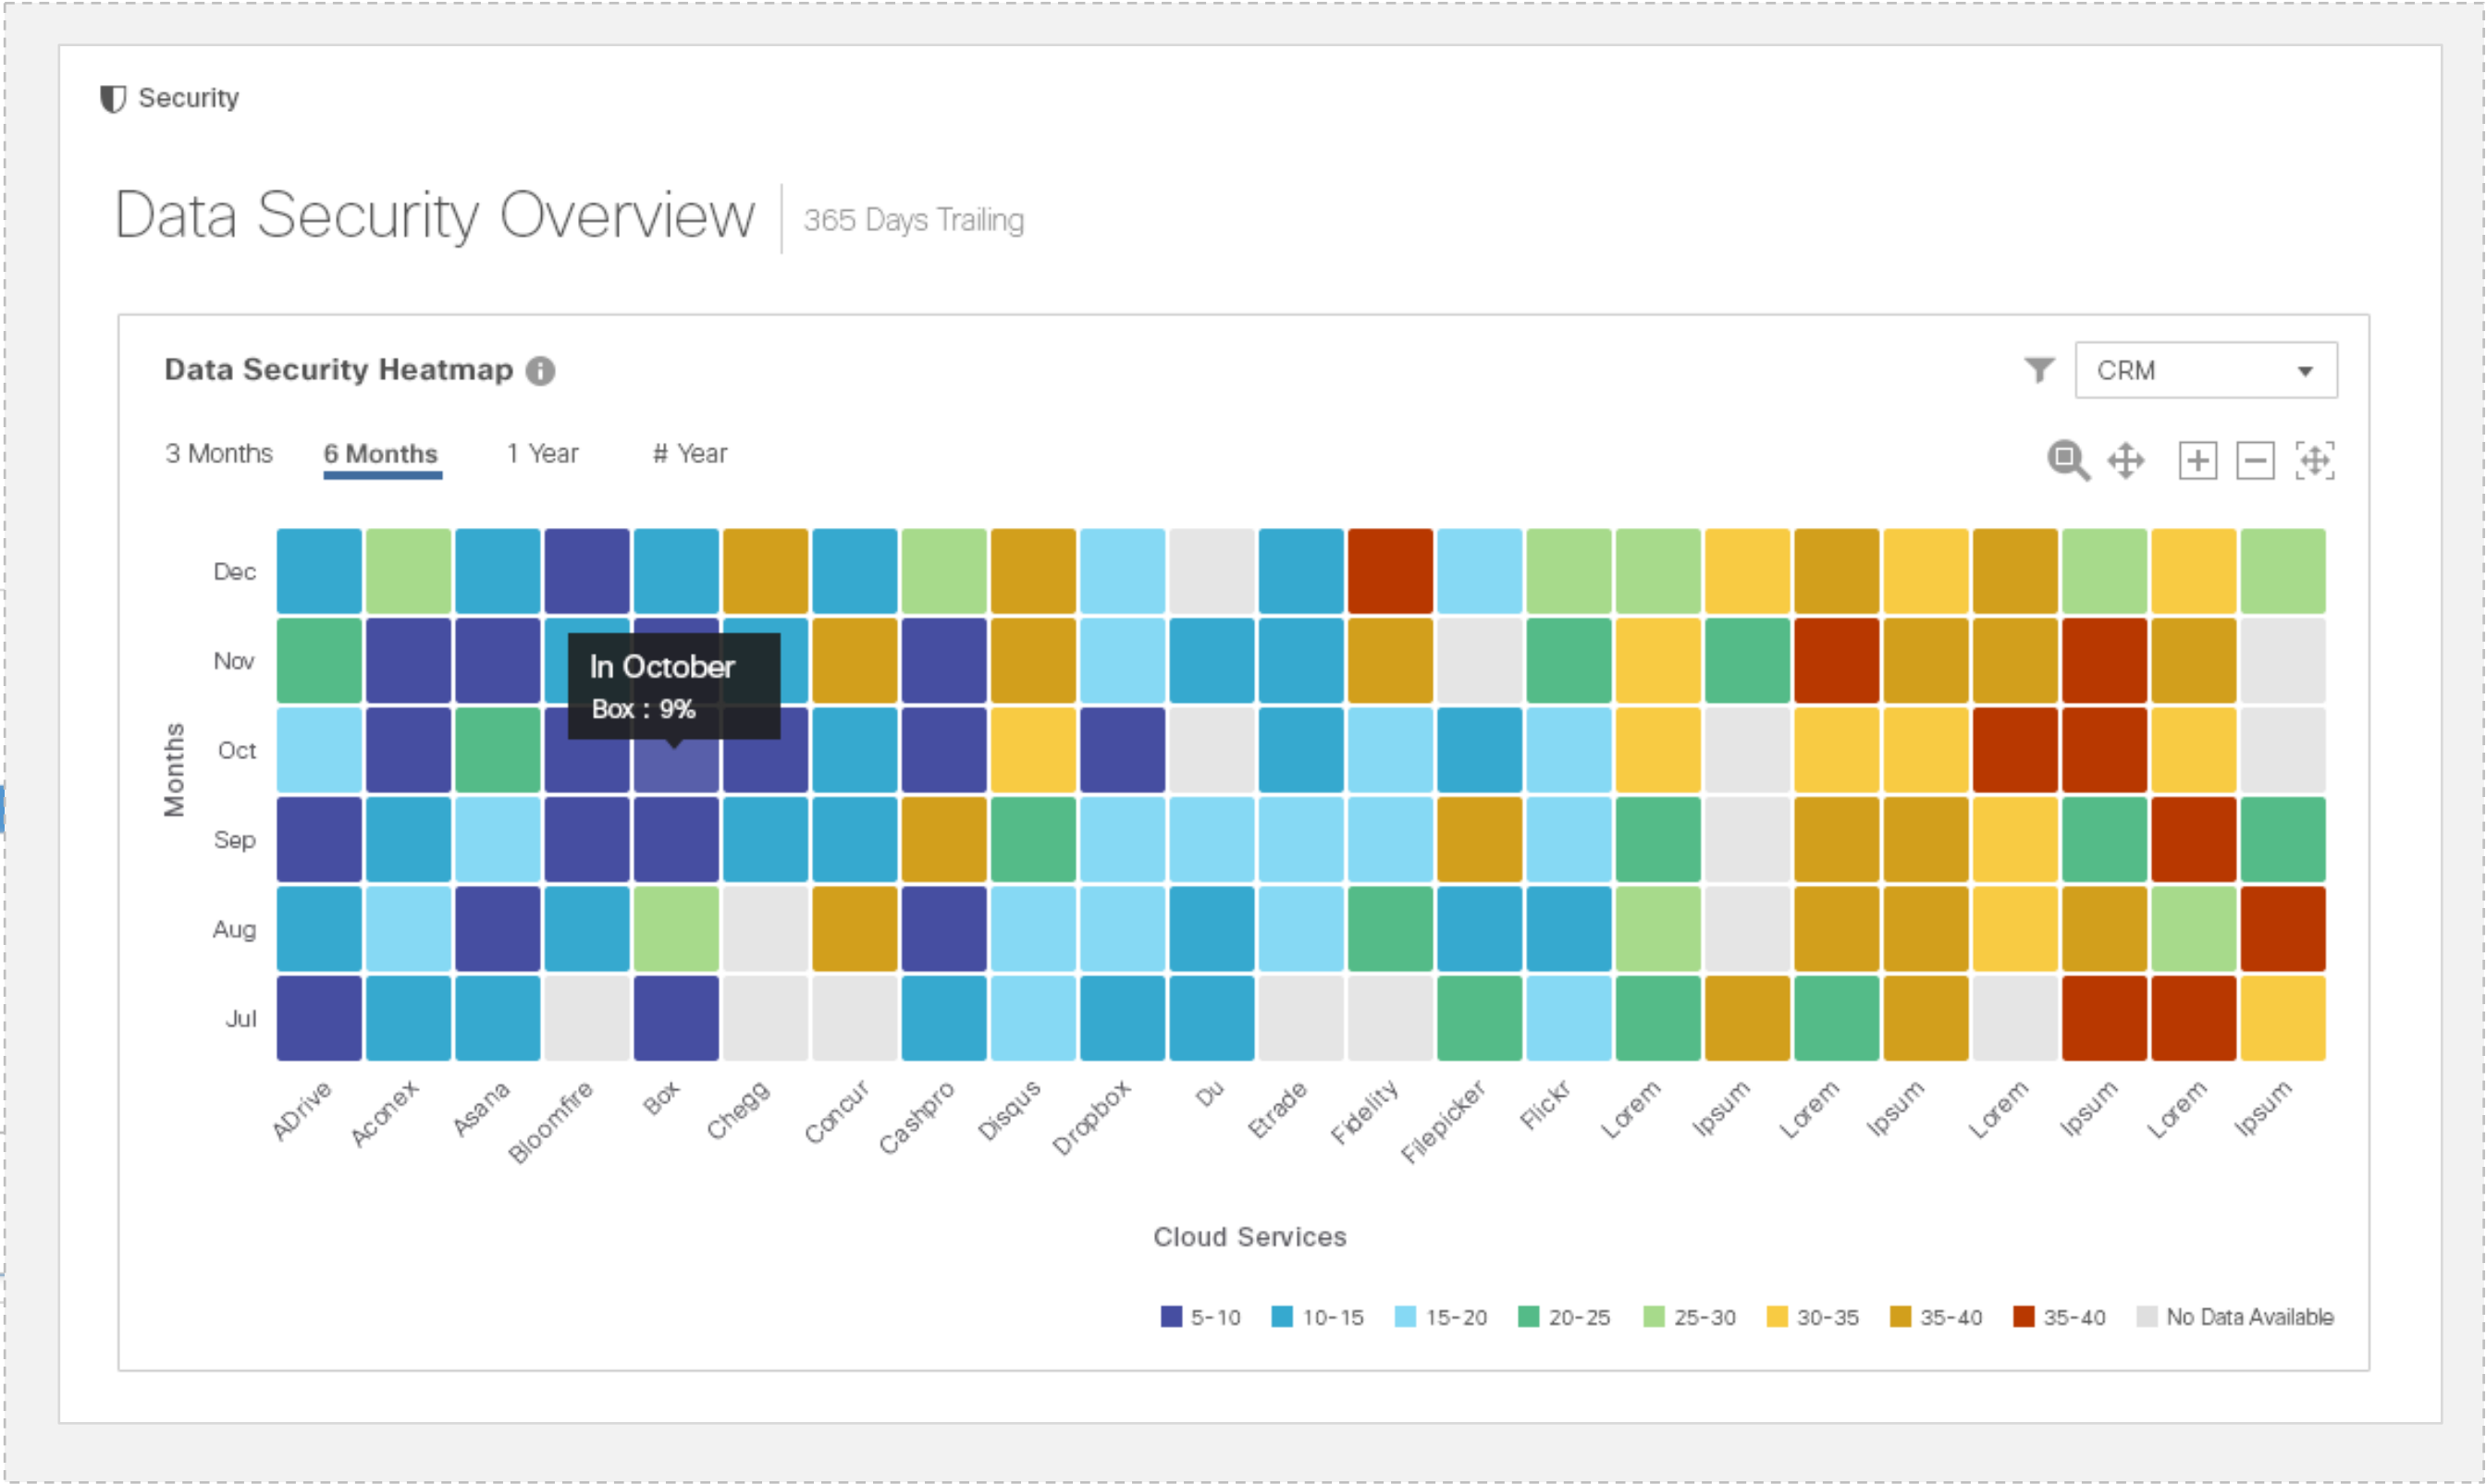 Security
Data Security Overview
365 Days Trailing
Data Security Heatmap
CRM
3 Months 6 Months 1 Year # Year
Dec
Nov
In October
Box : 9%
Oct
Sep
Aug
Jul
Months
ADrive Aconex Asana Bloomfire Box Chegg Concur Cashpro Disqus Dropbox Du Etrade Fidelity Filepicker Flickr Lorem Ipsum Lorem Ipsum Lorem Ipsum Lorem Ipsum
Cloud Services
5-10 10-15 15-20 20-25 25-30 30-35 35-40 35-40 No Data Available